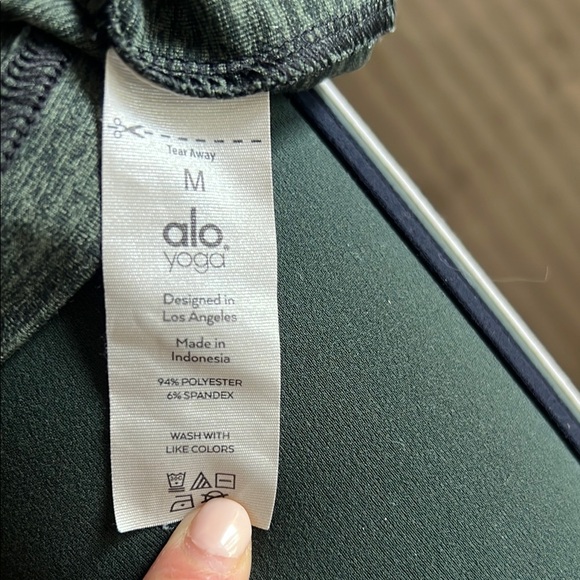 Tear Away
M
alo
yoga
Designed in
Los Angeles
Made in
Indonesia
94% POLYESTER
6% SPANDEX
WASH WITH
LIKE COLORS